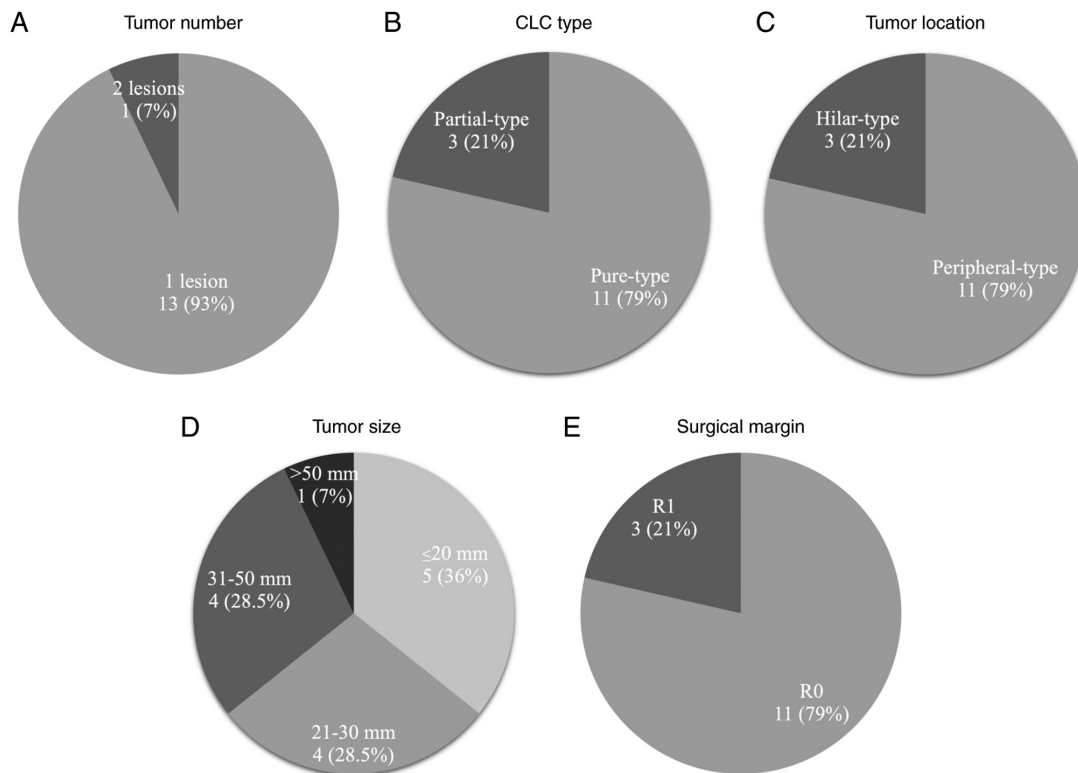 A
Tumor number
2 lesions
1 (7%)
1 lesion
13 (93%)
B
CLC type
Partial-type
3 (21%)
Pure-type
11 (79%)
C
Tumor location
Hilar-type
3 (21%)
Peripheral-type
11 (79%)
D
Tumor size
>50 mm
1 (7%)
≤20 mm
5 (36%)
31-50 mm
4 (28.5%)
21-30 mm
4 (28.5%)
E
Surgical margin
R1
3 (21%)
R0
11 (79%)